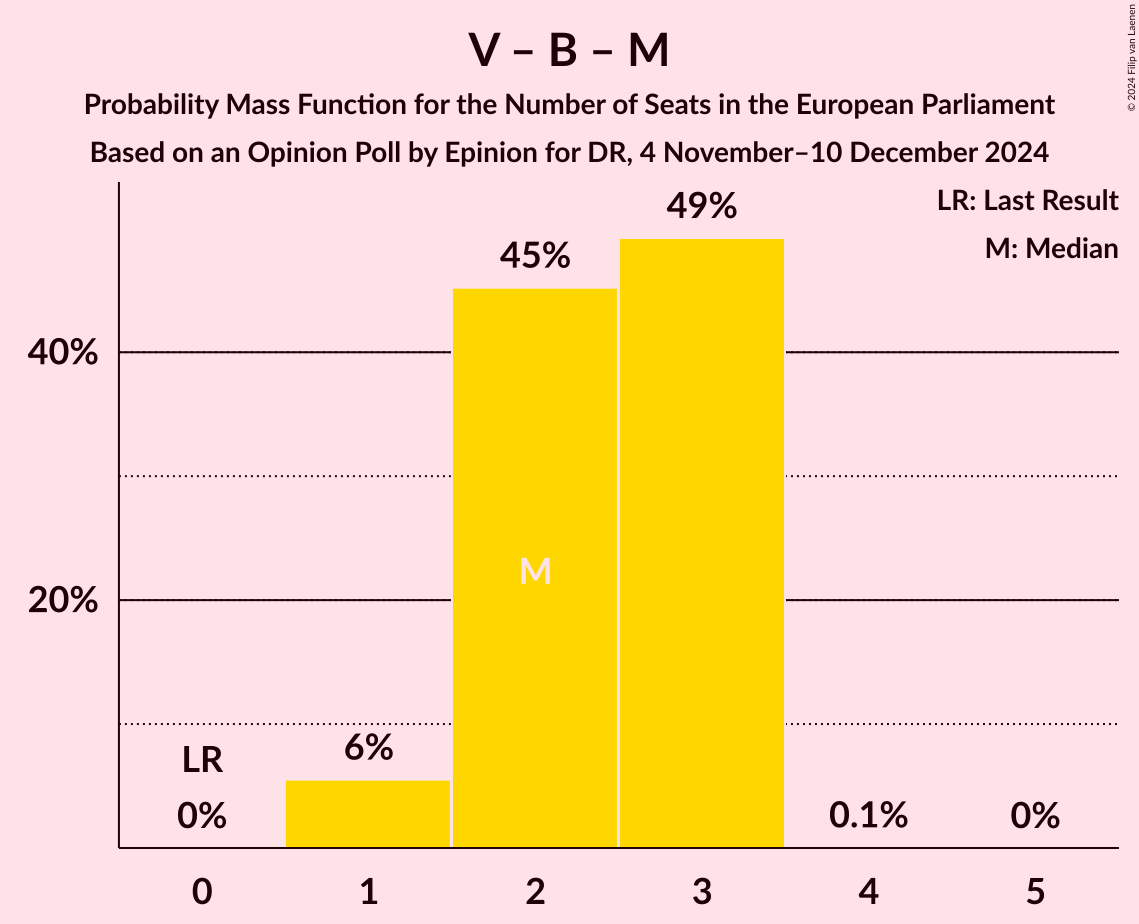 V – B – M
Probability Mass Function for the Number of Seats in the European Parliament
Based on an Opinion Poll by Epinion for DR, 4 November–10 December 2024
© 2024 Filip van Laenen
LR: Last Result
M: Median
49%
45%
40%
M
20%
6%
LR
0%
0.1%
0%
0 1 2 3 4 5